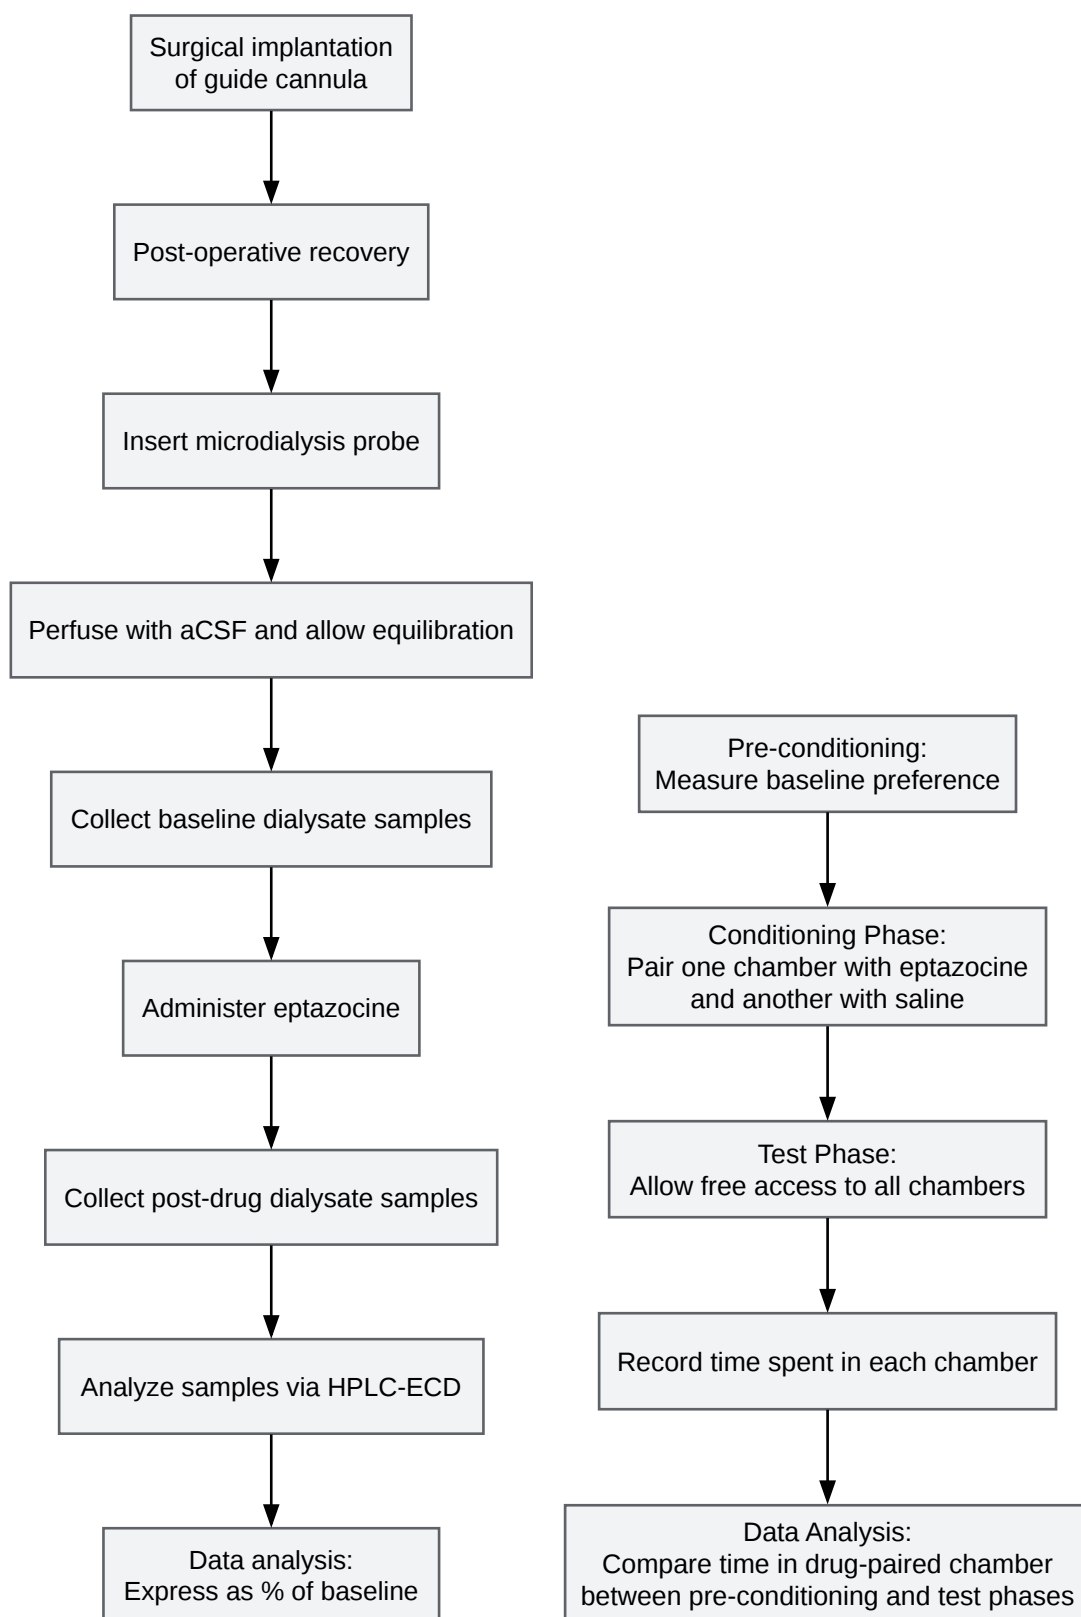 Surgical implantation
of guide cannula
Post-operative recovery
Insert microdialysis probe
Perfuse with aCSF and allow equilibration
Collect baseline dialysate samples
Administer eptazocine
Collect post-drug dialysate samples
Analyze samples via HPLC-ECD
Data analysis:
Express as % of baseline
Pre-conditioning:
Measure baseline preference
Conditioning Phase:
Pair one chamber with eptazocine
and another with saline
Test Phase:
Allow free access to all chambers
Record time spent in each chamber
Data Analysis:
Compare time in drug-paired chamber
between pre-conditioning and test phases